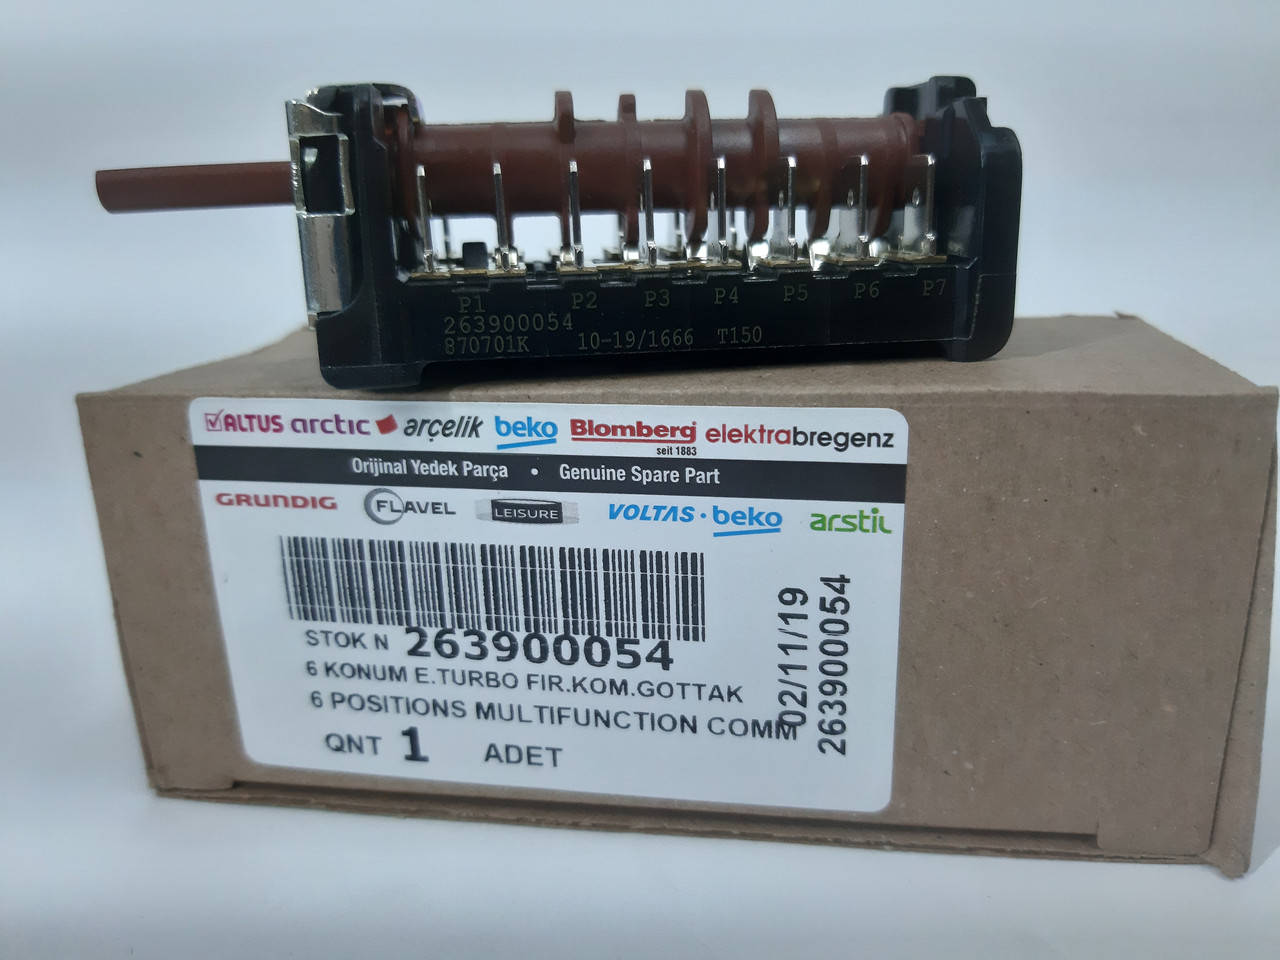 P1 P2 P3 P4 P5 P6 P7
263900054
870701K 10-19/1666 T150
ALTUS arctic arçelik beko Blomberg elektrabregenz
seit 1883
Orijinal Yedek Parça • Genuine Spare Part
GRUNDIG FLAVEL LEISURE VOLTAS • beko arstil
STOK N 263900054
6 KONUM E.TURBO FIR.KOM.GOTTAK
6 POSITIONS MULTIFUNCTION COMM
QNT 1 ADET
02/11/19
263900054